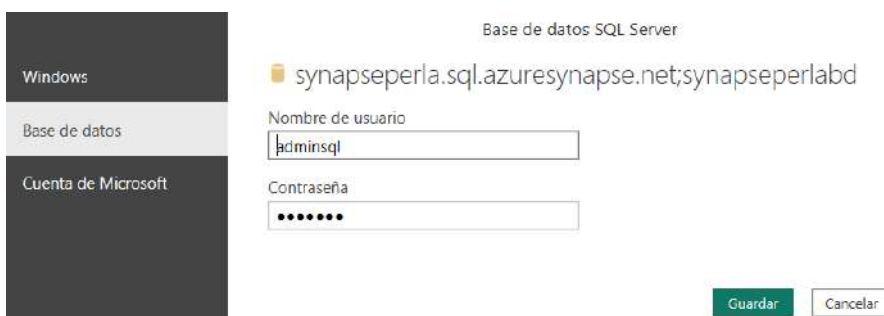 Base de datos SQL Server
Windows
Base de datos
Cuenta de Microsoft
synapseperla.sql.azuresynapse.net;synapseperlabd
Nombre de usuario
adminsql
Contraseña
•••••••
Guardar
Cancelar